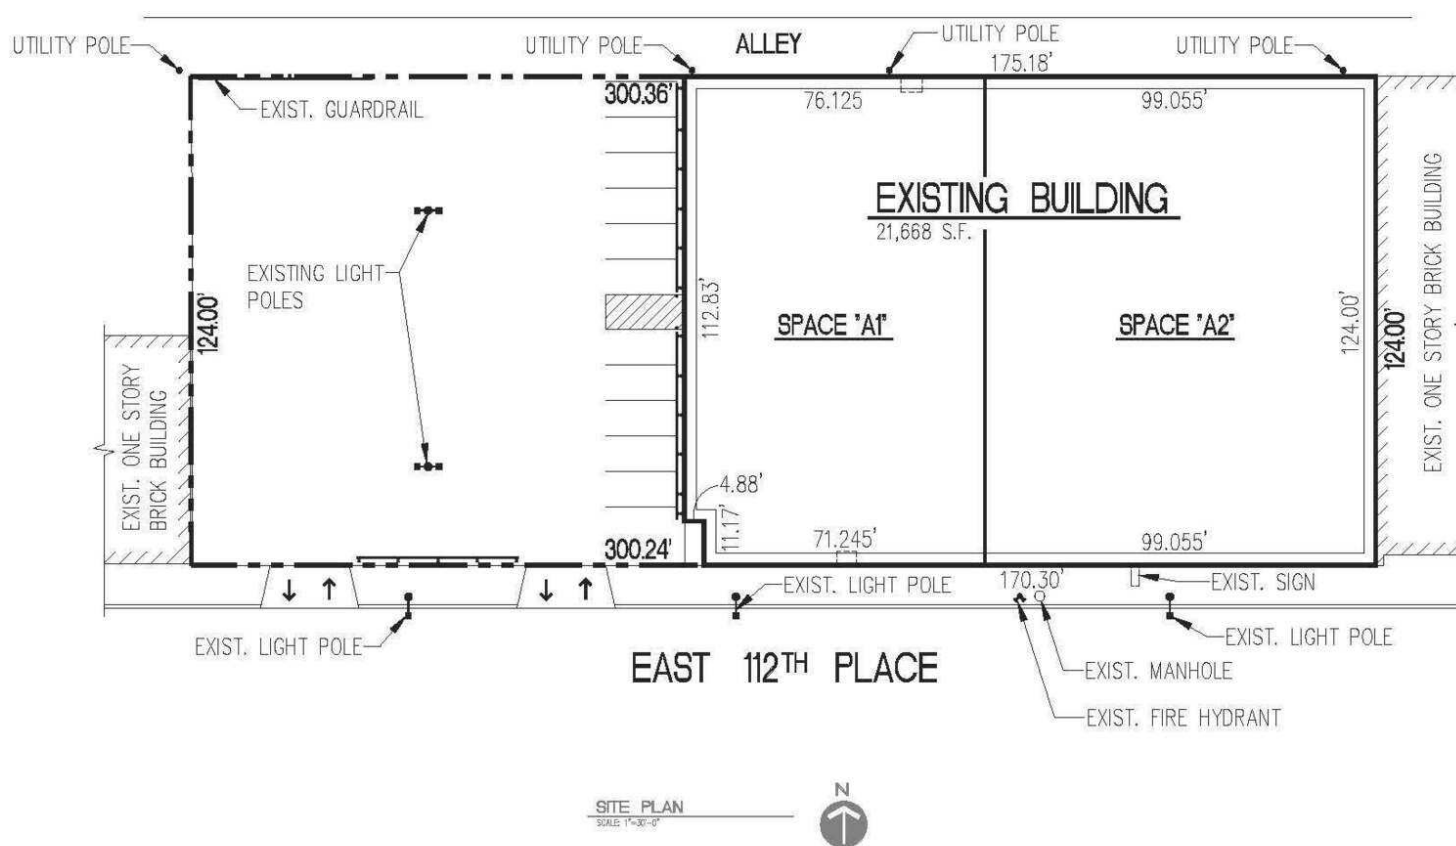 UTILITY POLE
UTILITY POLE
ALLEY
UTILITY POLE
175.18'
UTILITY POLE
EXIST. GUARDRAIL
300.36'
76.125
99.055'
EXISTING BUILDING
21,668 S.F.
EXISTING LIGHT
POLES
124.00'
112.83'
SPACE "A1"
SPACE "A2"
124.00'
124.00'
EXIST. ONE STORY BRICK BUILDING
EXIST. ONE STORY
BRICK BUILDING
4.88'
11.17'
300.24'
71.245'
99.055'
170.30'
EXIST. LIGHT POLE
EXIST. SIGN
EXIST. LIGHT POLE
EXIST. LIGHT POLE
EAST 112TH PLACE
EXIST. MANHOLE
EXIST. FIRE HYDRANT
SITE PLAN
SCALE: 1"=30'-0"
N